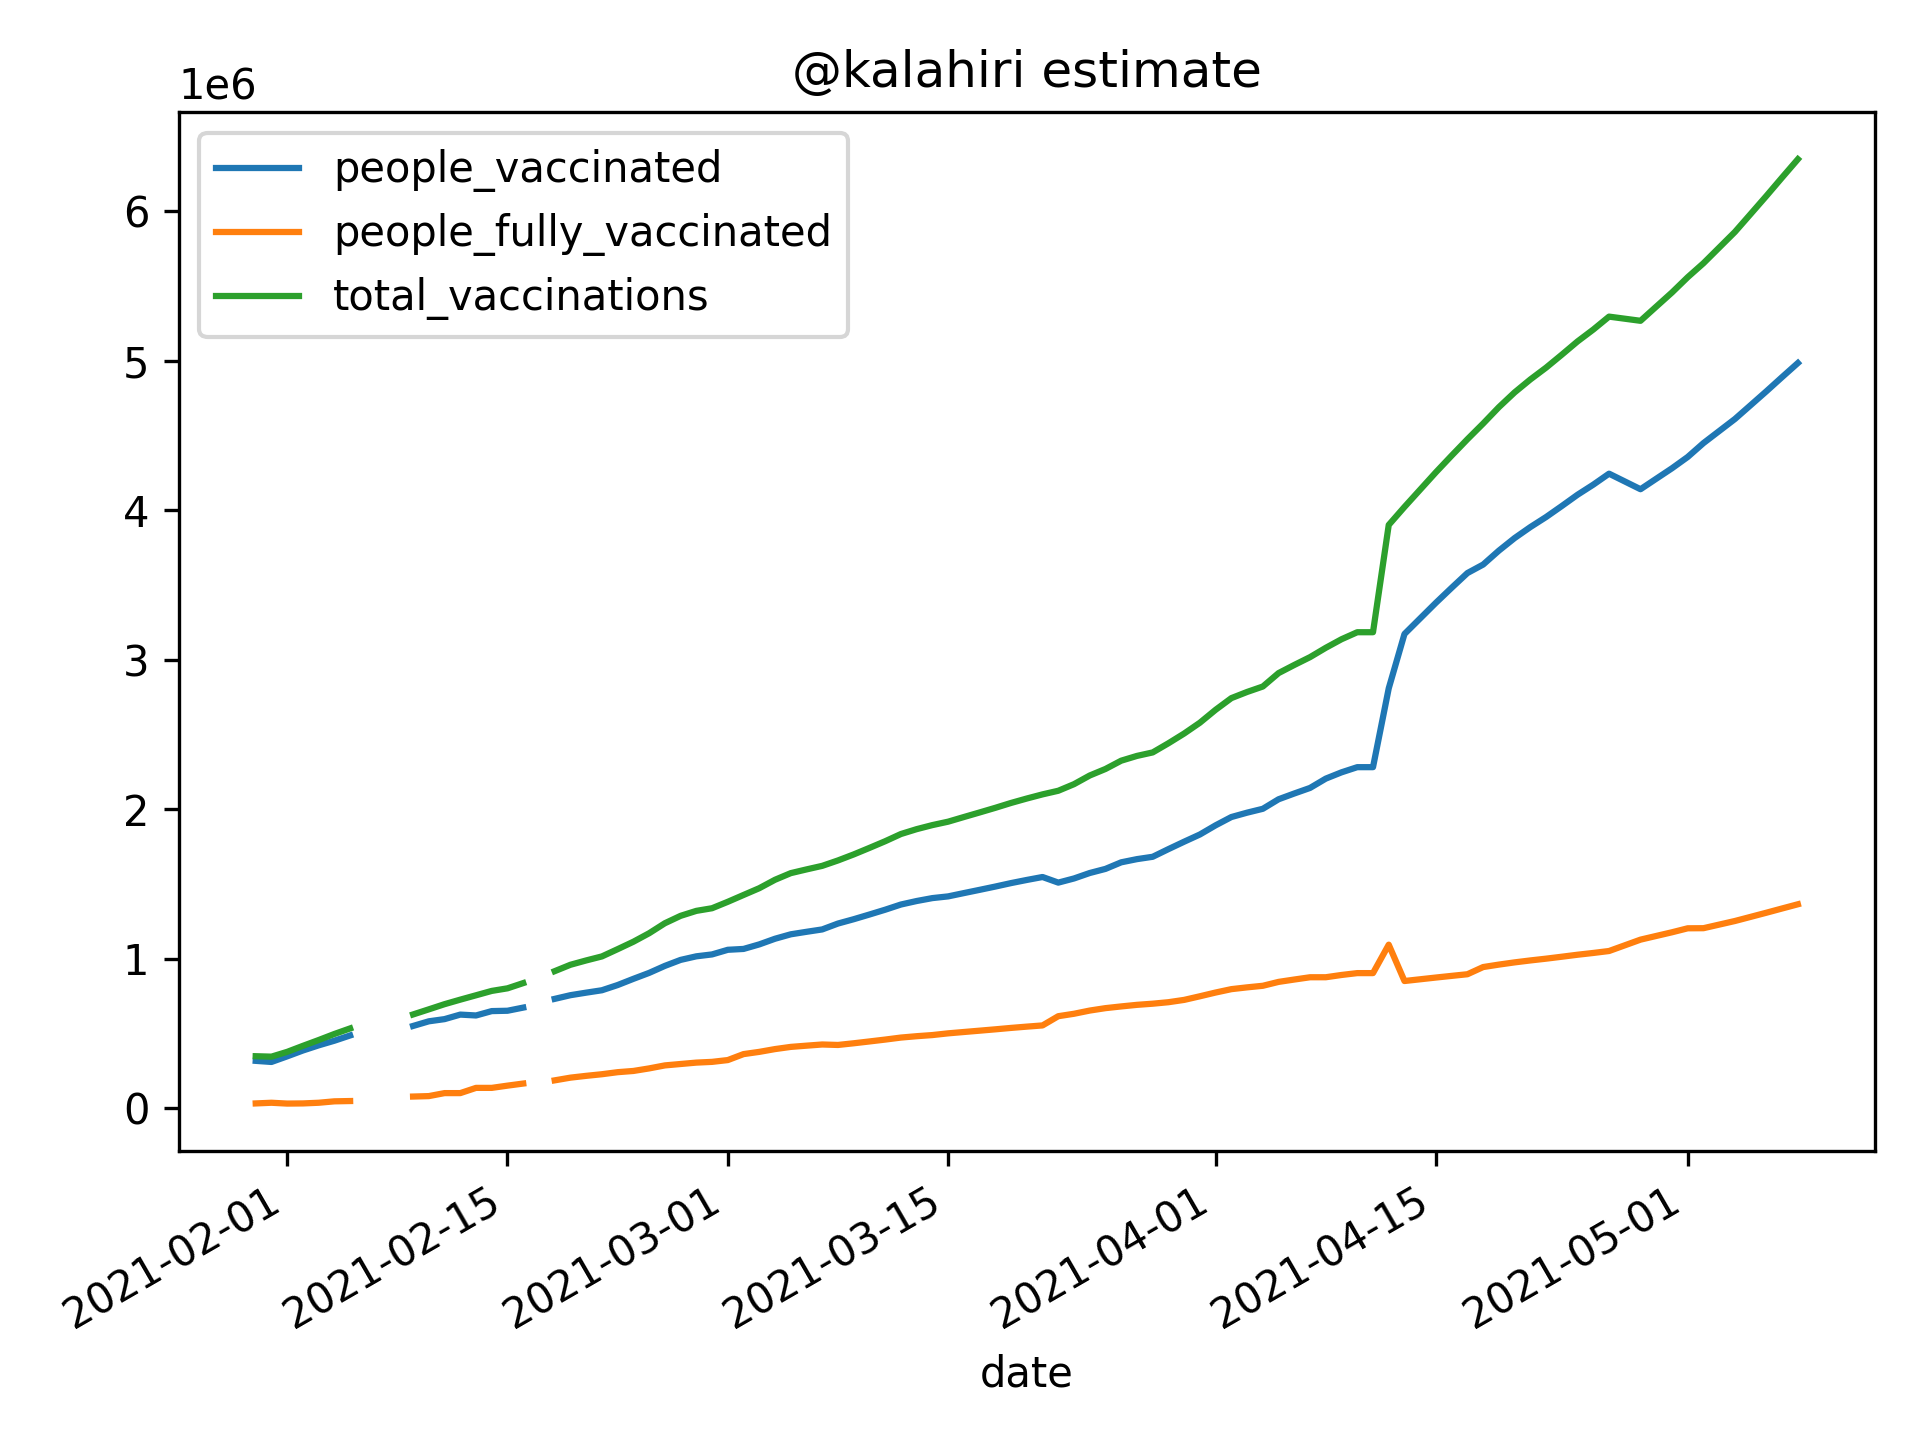 @kalahiri estimate
1e6
people_vaccinated
people_fully_vaccinated
total_vaccinations
6
5
4
3
2
1
0
2021-02-01
2021-02-15
2021-03-01
2021-03-15
2021-04-01
2021-04-15
2021-05-01
date